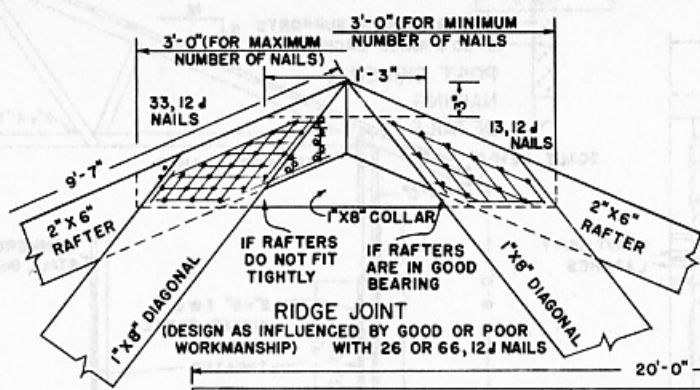 3'-0" (FOR MAXIMUM
NUMBER OF NAILS)
3'-0" (FOR MINIMUM
NUMBER OF NAILS
1'-3"
3"
33, 12d
NAILS
13, 12d
NAILS
9'-7"
2"X6"
RAFTER
2"X6"
RAFTER
1"X8" COLLAR
IF RAFTERS
DO NOT FIT
TIGHTLY
IF RAFTERS
ARE IN GOOD
BEARING
1"X8" DIAGONAL
1"X8" DIAGONAL
RIDGE JOINT
(DESIGN AS INFLUENCED BY GOOD OR POOR
WORKMANSHIP) WITH 26 OR 66, 12d NAILS
20'-0"